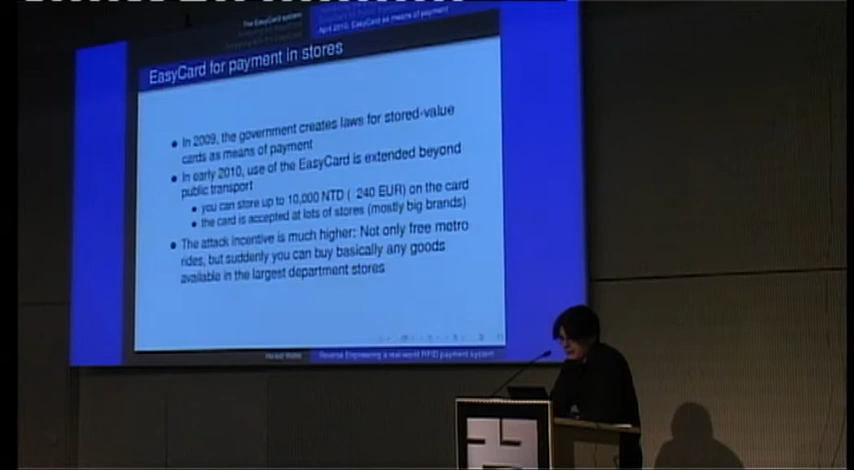 The EasyCard system
April 2010: EasyCard as means of payment
EasyCard for payment in stores
In 2009, the government creates laws for stored-value
cards as means of payment
In early 2010, use of the EasyCard is extended beyond
public transport
you can store up to 10,000 NTD ( 240 EUR) on the card
the card is accepted at lots of stores (mostly big brands)
The attack incentive is much higher: Not only free metro
rides, but suddenly you can buy basically any goods
available in the largest department stores
Reverse Engineering a real-world RFID payment system